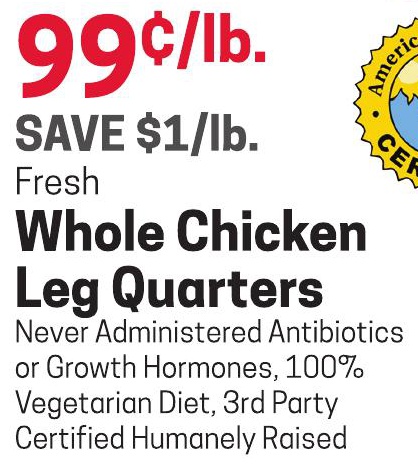 99¢/lb.
SAVE $1/lb.
Fresh
Whole Chicken
Leg Quarters
Never Administered Antibiotics
or Growth Hormones, 100%
Vegetarian Diet, 3rd Party
Certified Humanely Raised